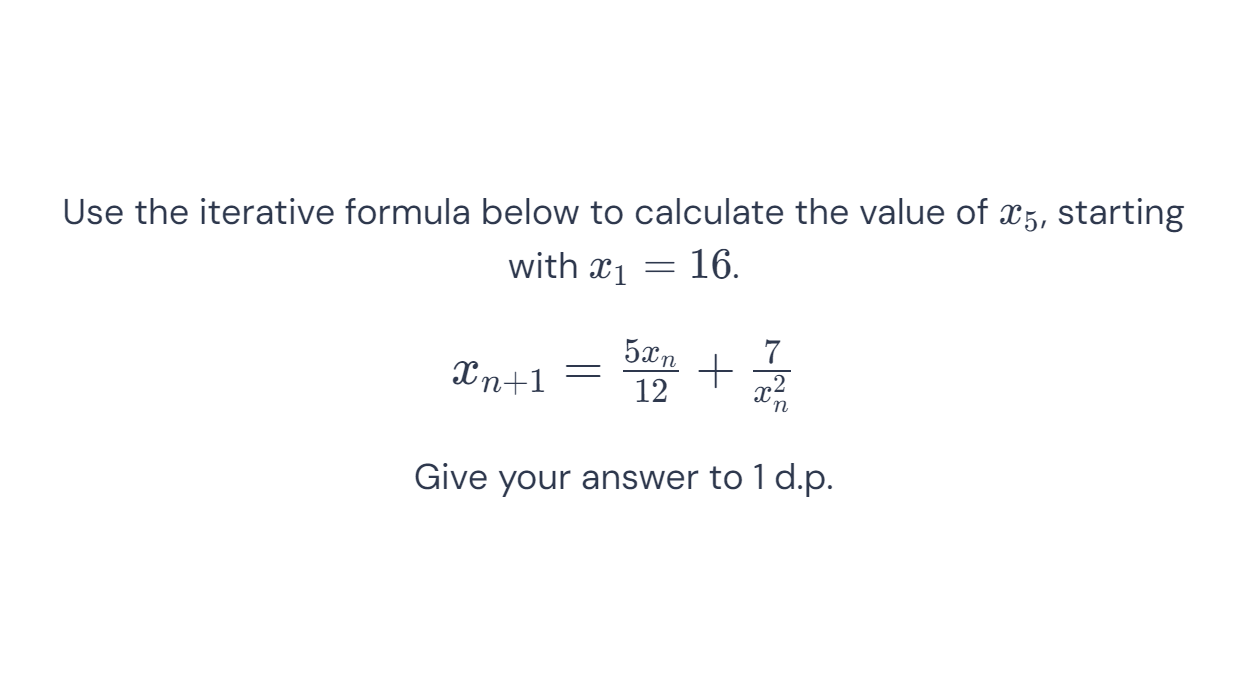 Use the iterative formula below to calculate the value of $x_5$, starting
with $x_1 = 16$.
$x_{n+1} = \frac{5x_n}{12} + \frac{7}{x_n^2}$
Give your answer to 1 d.p.